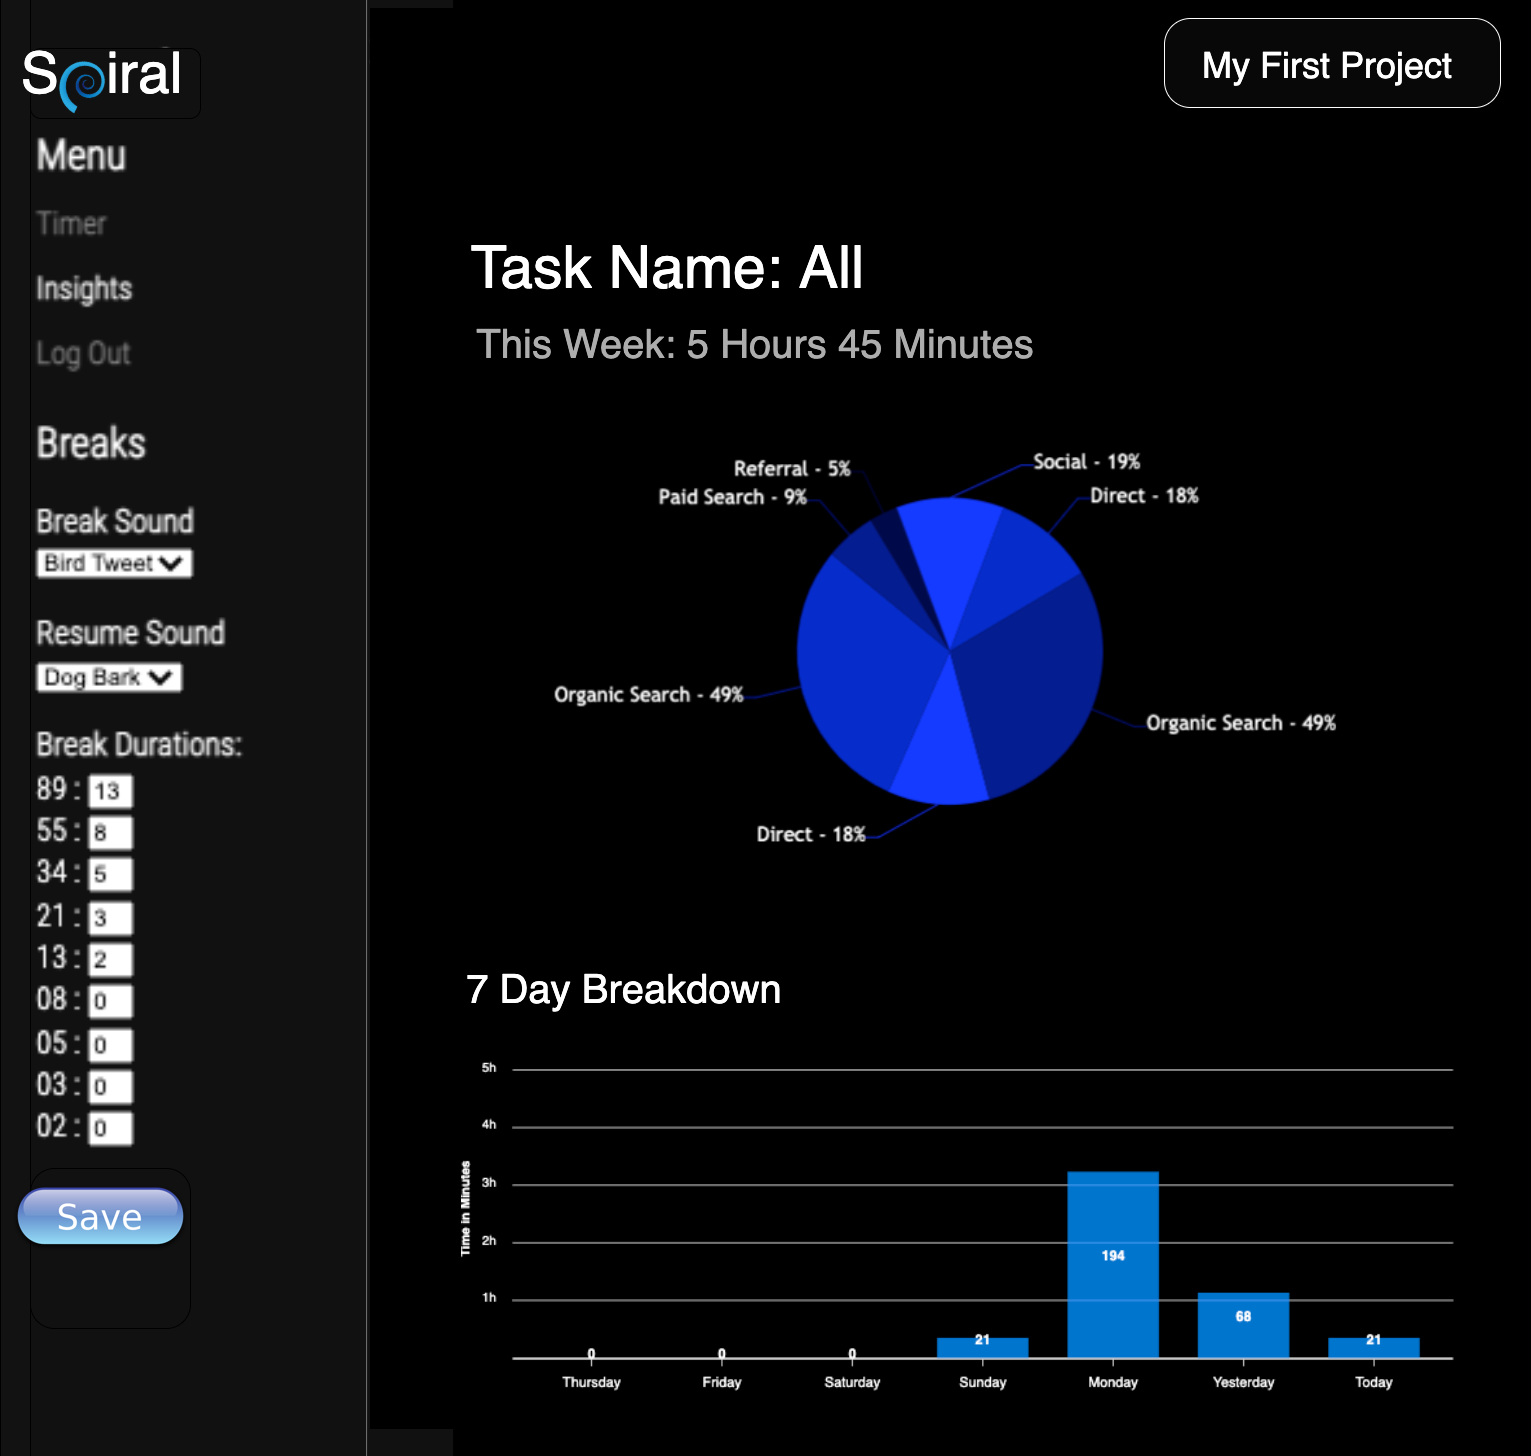 Spiral
My First Project
Menu
Timer
Insights
Log Out
Breaks
Break Sound
Bird Tweet
Resume Sound
Dog Bark
Break Durations:
89 : 13
55 : 8
34 : 5
21 : 3
13 : 2
08 : 0
05 : 0
03 : 0
02 : 0
Save
Task Name: All
This Week: 5 Hours 45 Minutes
Referral - 5%
Social - 19%
Paid Search - 9%
Direct - 18%
Organic Search - 49%
Organic Search - 49%
Direct - 18%
7 Day Breakdown
Time in Minutes
5h
4h
3h
2h
1h
0 0 0 21 194 68 21
Thursday Friday Saturday Sunday Monday Yesterday Today